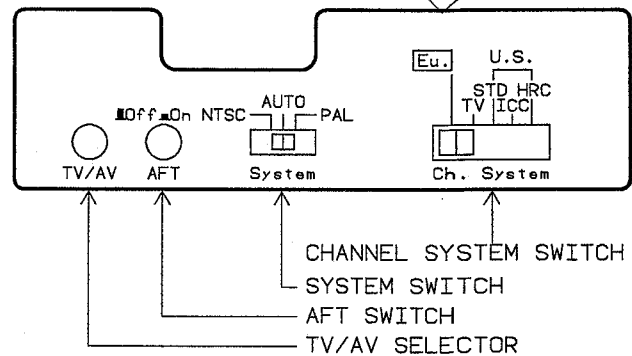 Eu.
U.S.
STD HRC
TV ICC
Off On
NTSC AUTO PAL
TV/AV AFT System Ch. System
CHANNEL SYSTEM SWITCH
SYSTEM SWITCH
AFT SWITCH
TV/AV SELECTOR